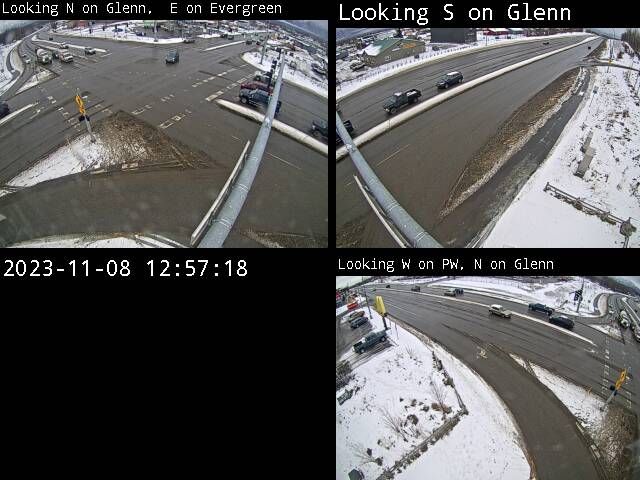 Looking N on Glenn,  E on Evergreen
Looking S on Glenn
2023-11-08 12:57:18
Looking W on PW, N on Glenn